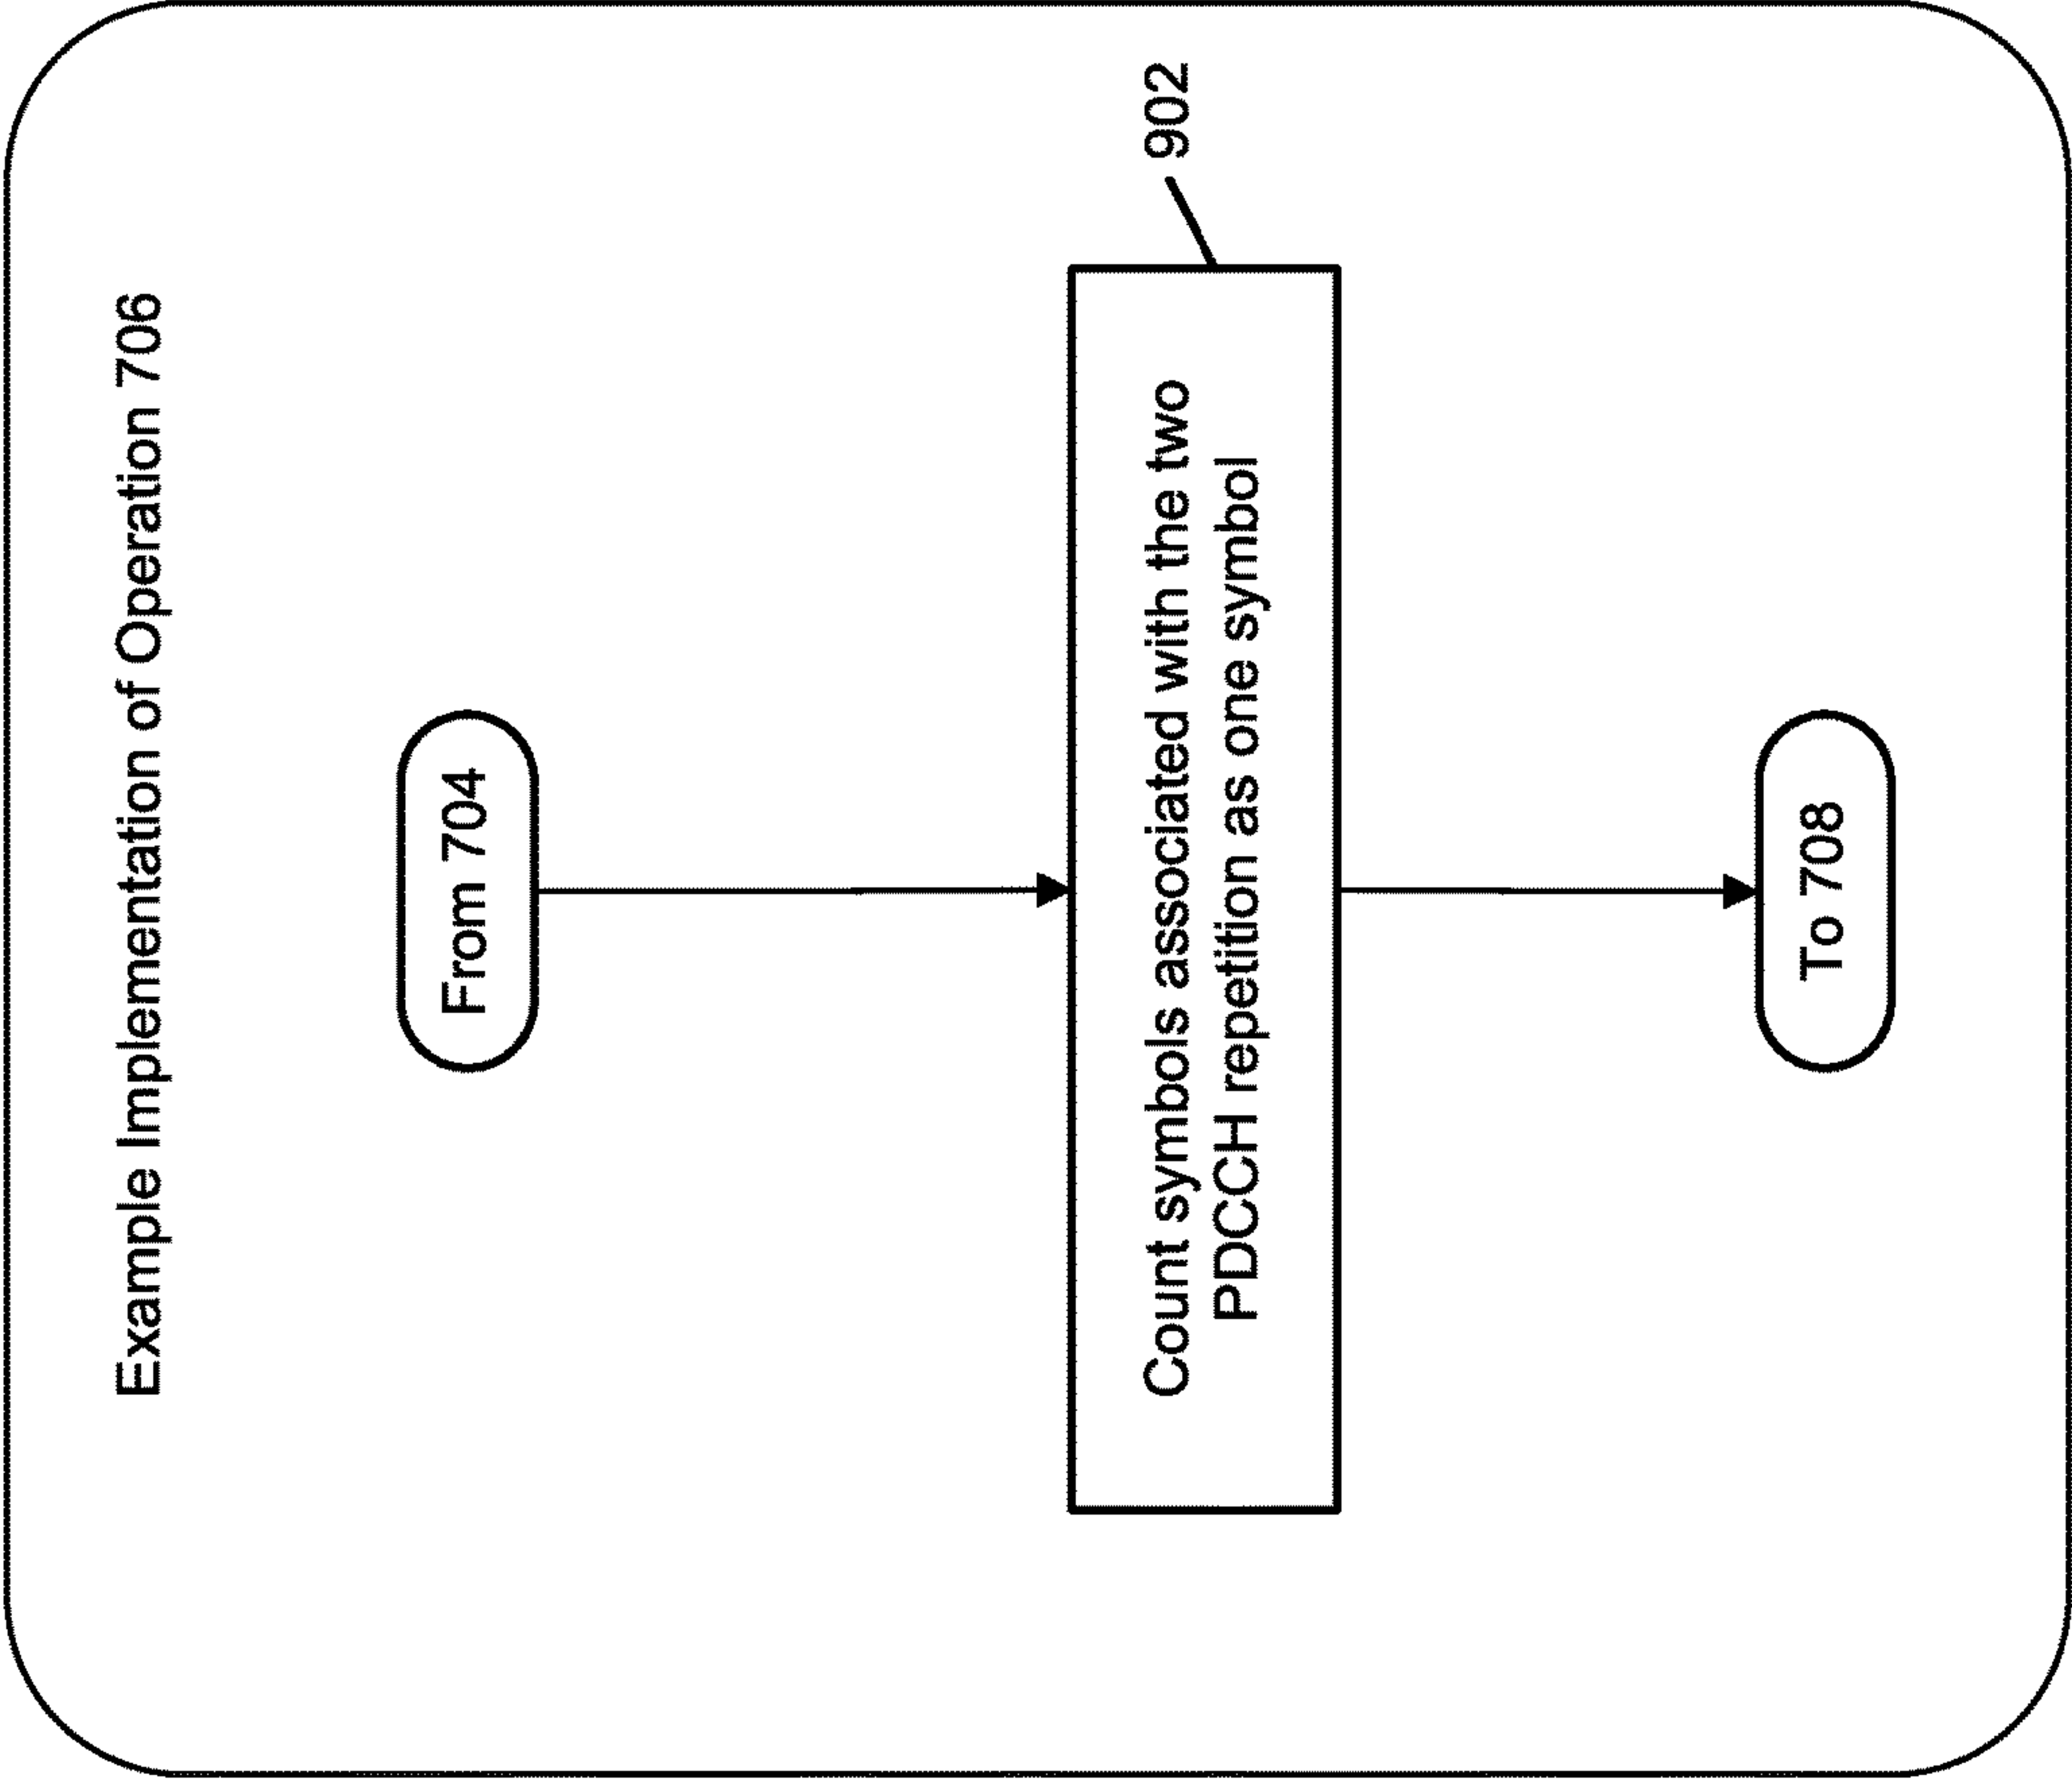 Example Implementation of Operation 706
From 704
902
Count symbols associated with the two
PDCCH repetition as one symbol
To 708